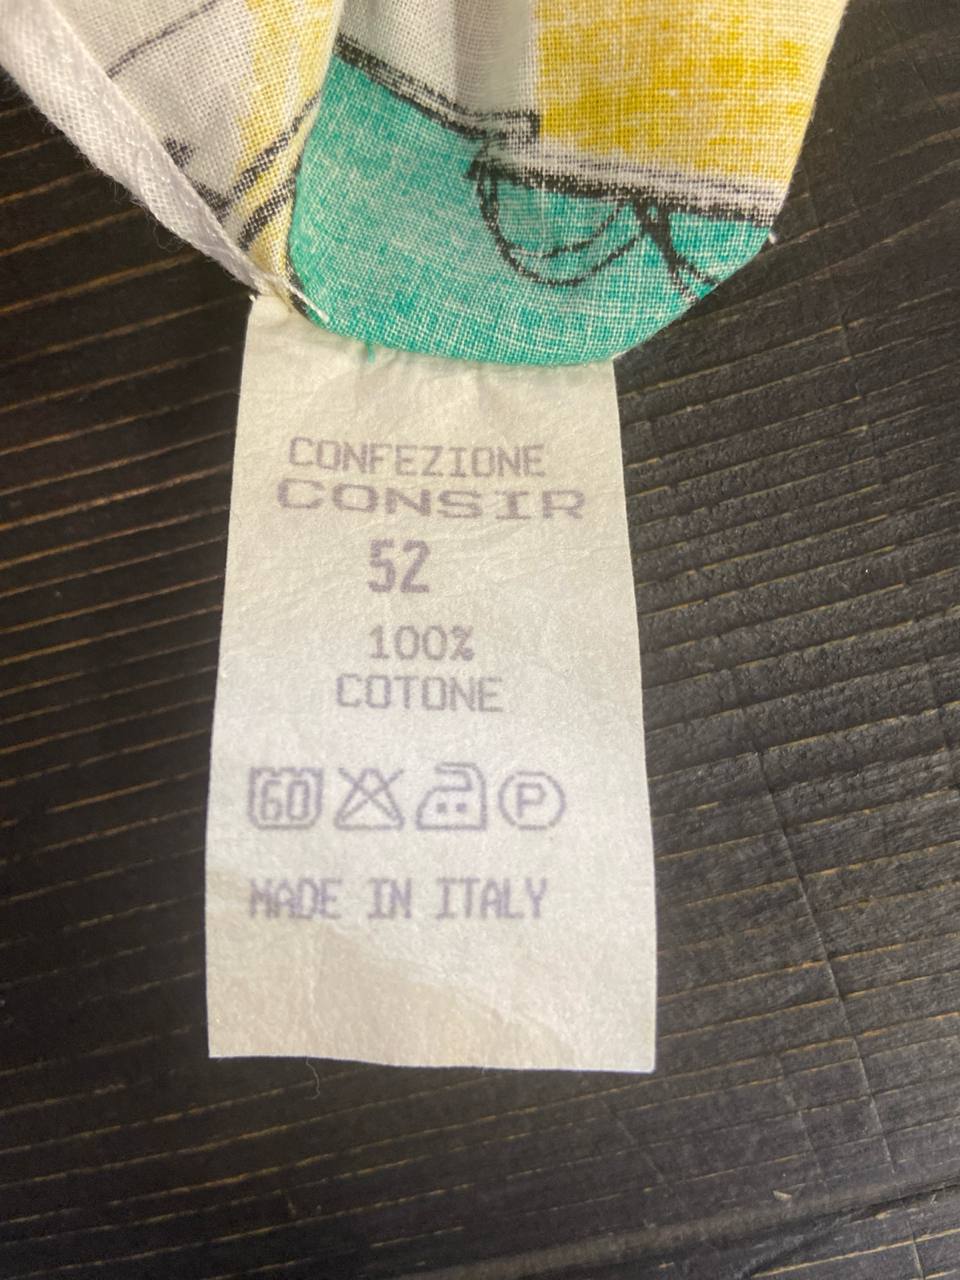 CONFEZIONE
CONSIR
52
100%
COTONE
60 P
MADE IN ITALY